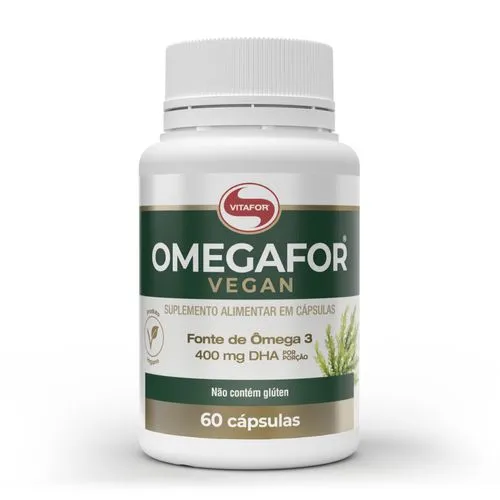 VITAFOR
OMEGAFOR®
VEGAN
SUPLEMENTO ALIMENTAR EM CÁPSULAS
Fonte de Ômega 3
400 mg DHA POR PORÇÃO
Não contém glúten
60 cápsulas